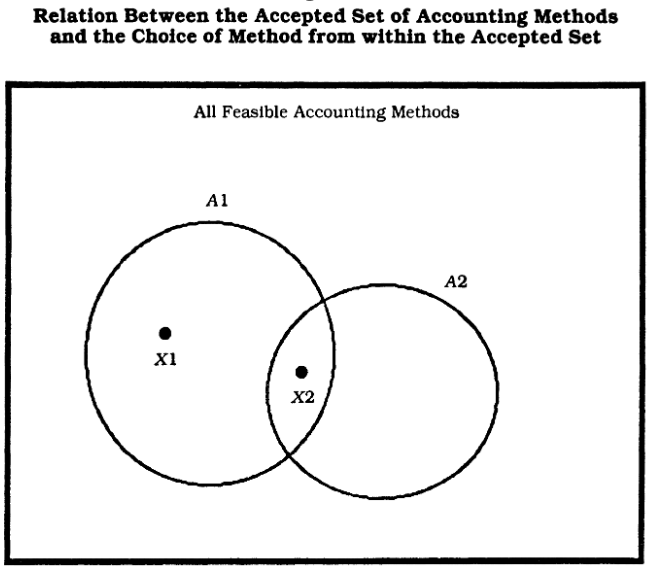 Relation Between the Accepted Set of Accounting Methods
and the Choice of Method from within the Accepted Set
All Feasible Accounting Methods
A1
A2
X1
X2